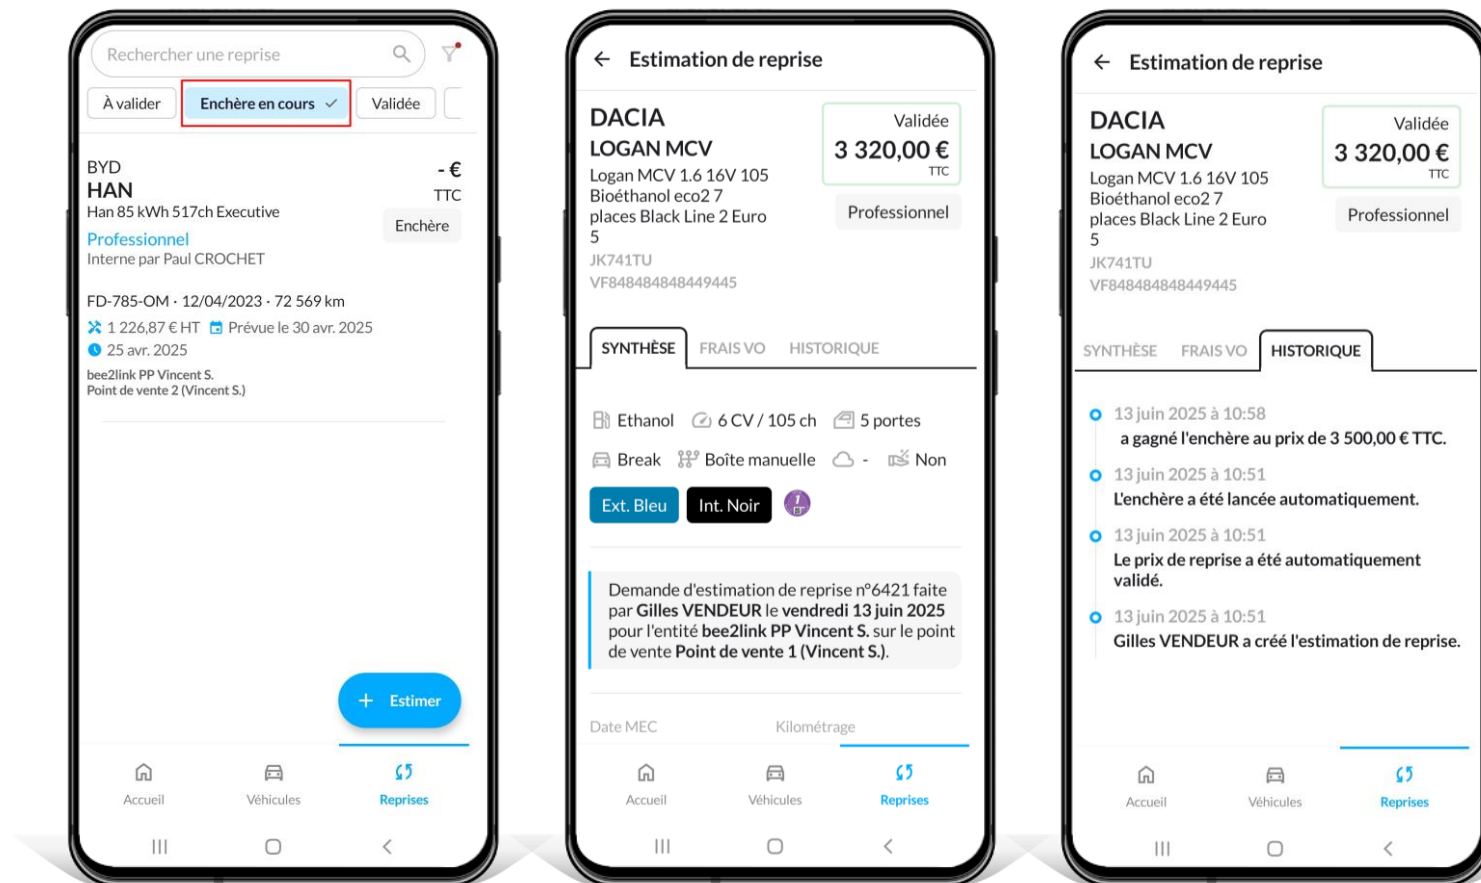 Rechercher une reprise
À valider
Enchère en cours
Validée
BYD
- €
HAN
TTC
Han 85 kWh 517ch Executive
Enchère
Professionnel
Interne par Paul CROCHET
FD-785-OM · 12/04/2023 · 72 569 km
1 226,87 € HT Prévue le 30 avr. 2025
25 avr. 2025
bee2link PP Vincent S.
Point de vente 2 (Vincent S.)
+ Estimer
Accueil
Véhicules
Reprises
Estimation de reprise
DACIA
Validée
LOGAN MCV
3 320,00 €
TTC
Logan MCV 1.6 16V 105
Bioéthanol eco2 7
places Black Line 2 Euro
5
Professionnel
JK741TU
VF848484848449445
SYNTHÈSE
FRAIS VO
HISTORIQUE
Ethanol
6 CV / 105 ch
5 portes
Break
Boîte manuelle
-
Non
Ext. Bleu
Int. Noir
1
Demande d'estimation de reprise n°6421 faite
par Gilles VENDEUR le vendredi 13 juin 2025
pour l'entité bee2link PP Vincent S. sur le point
de vente Point de vente 1 (Vincent S.).
Date MEC
Kilométrage
Accueil
Véhicules
Reprises
Estimation de reprise
DACIA
Validée
LOGAN MCV
3 320,00 €
TTC
Logan MCV 1.6 16V 105
Bioéthanol eco2 7
places Black Line 2 Euro
5
Professionnel
JK741TU
VF848484848449445
SYNTHÈSE
FRAIS VO
HISTORIQUE
13 juin 2025 à 10:58
a gagné l'enchère au prix de 3 500,00 € TTC.
13 juin 2025 à 10:51
L'enchère a été lancée automatiquement.
13 juin 2025 à 10:51
Le prix de reprise a été automatiquement
validé.
13 juin 2025 à 10:51
Gilles VENDEUR a créé l'estimation de reprise.
Accueil
Véhicules
Reprises